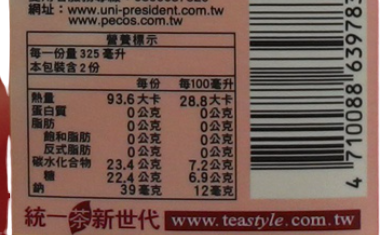 網址：www.uni-president.com.tw
www.pecos.com.tw
營養標示
每一份量 325 毫升
本包裝含 2 份
每份 每100毫升
熱量 93.6 大卡 28.8 大卡
蛋白質 0 公克 0 公克
脂肪 0 公克 0 公克
飽和脂肪 0 公克 0 公克
反式脂肪 0 公克 0 公克
碳水化合物 23.4 公克 7.2 公克
糖 22.4 公克 6.9 公克
鈉 39 毫克 12 毫克
統一茶新世代 www.teastyle.com.tw
4 710088 639783